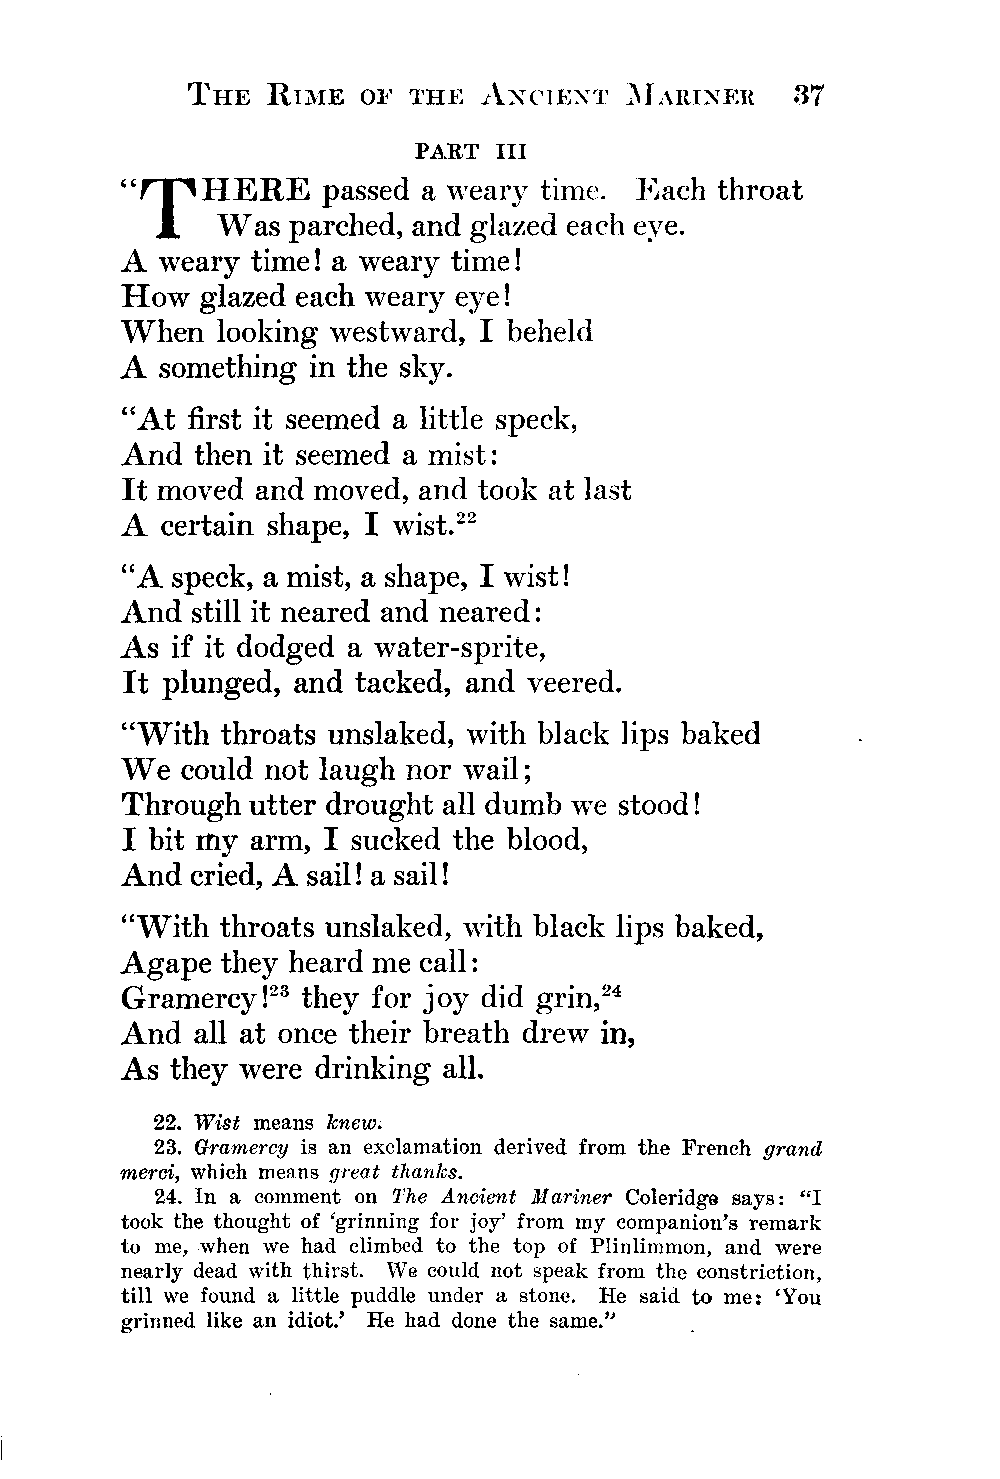 THE RIME OF THE ANCIENT MARINER 37
PART III
"THERE passed a weary time. Each throat
Was parched, and glazed each eye.
A weary time! a weary time!
How glazed each weary eye!
When looking westward, I beheld
A something in the sky.
"At first it seemed a little speck,
And then it seemed a mist:
It moved and moved, and took at last
A certain shape, I wist.22
"A speck, a mist, a shape, I wist!
And still it neared and neared:
As if it dodged a water-sprite,
It plunged, and tacked, and veered.
"With throats unslaked, with black lips baked
We could not laugh nor wail;
Through utter drought all dumb we stood!
I bit my arm, I sucked the blood,
And cried, A sail! a sail!
"With throats unslaked, with black lips baked,
Agape they heard me call:
Gramercy!23 they for joy did grin,24
And all at once their breath drew in,
As they were drinking all.
22. Wist means knew.
23. Gramercy is an exclamation derived from the French grand
merci, which means great thanks.
24. In a comment on The Ancient Mariner Coleridge says: "I
took the thought of 'grinning for joy' from my companion's remark
to me, when we had climbed to the top of Plinlimmon, and were
nearly dead with thirst. We could not speak from the constriction,
till we found a little puddle under a stone. He said to me: 'You
grinned like an idiot.' He had done the same."